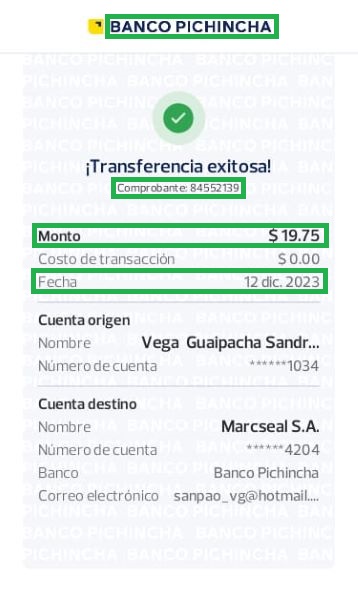 BANCO PICHINCHA
¡Transferencia exitosa!
Comprobante: 84552139
Monto $ 19.75
Costo de transacción $ 0.00
Fecha 12 dic. 2023
Cuenta origen
Nombre Vega Guaipacha Sandr...
Número de cuenta ******1034
Cuenta destino
Nombre Marcseal S.A.
Número de cuenta ******4204
Banco Banco Pichincha
Correo electrónico sanpao_vg@hotmail....